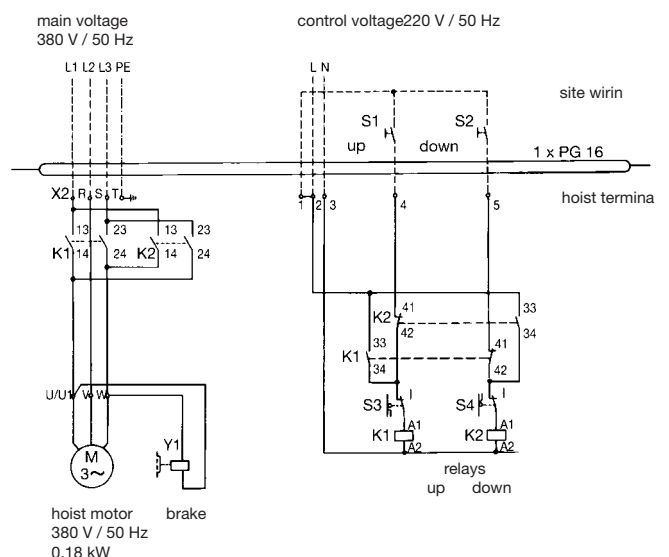 main voltage
380 V / 50 Hz
control voltage220 V / 50 Hz
L1 L2 L3 PE
L N
site wirin
S1
S2
up
down
1 x PG 16
X2 R S T
1 2 3 4 5
hoist termina
13 23 13 23
K1 14 24 K2 14 24
33
41
K2
42
34
33
41
K1
34
42
U/U1 V W
S3 I S4 I
A1 A1
K1 K2
A2 A2
Y1
M
3~
relays
up down
hoist motor
brake
380 V / 50 Hz
0,18 kW